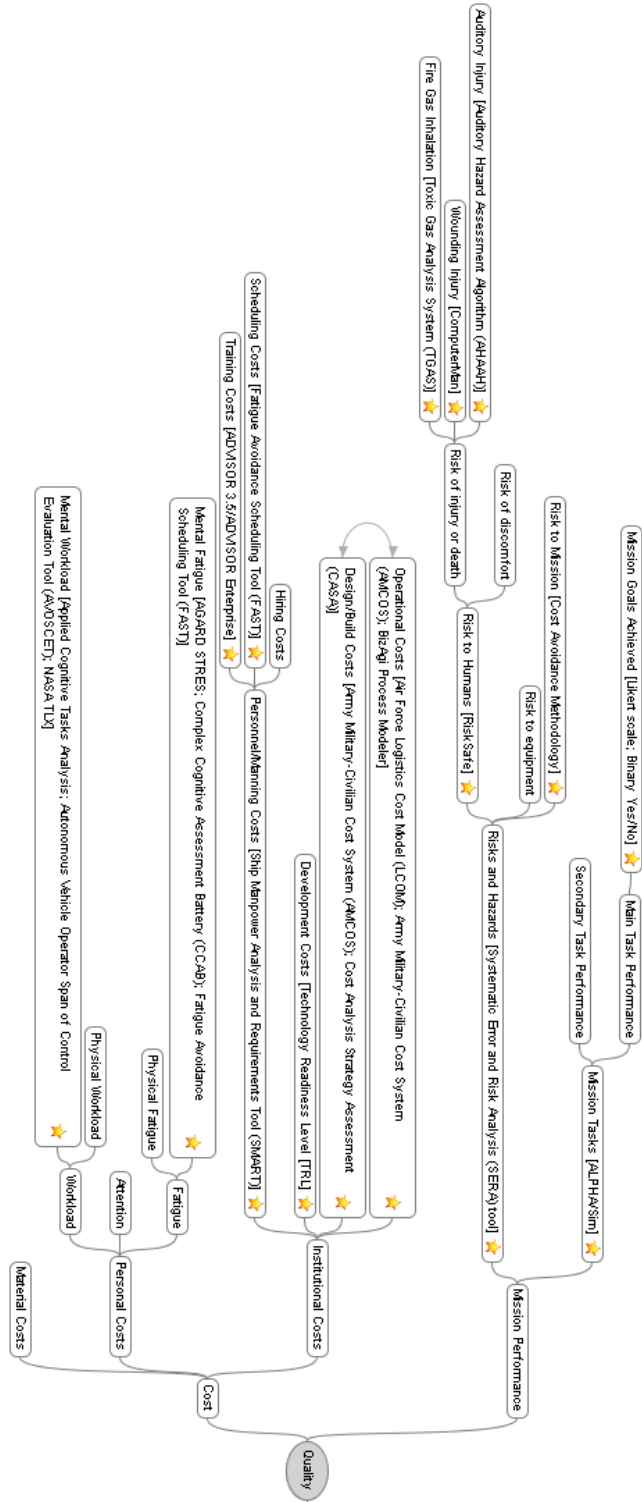 Mission Goals Achieved [Likert scale; Binary Yes/No]
Main Task Performance
Secondary Task Performance
Mission Tasks [ALPHA/Sim]
Risk to Mission [Cost Avoidance Methodology]
Risk to equipment
Risk of discomfort
Auditory Injury [Auditory Hazard Assessment Algorithm (AHAAH)]
Wounding Injury [ComputerMan]
Fire Gas Inhalation [Toxic Gas Analysis System (TGAS)]
Risk of injury or death
Risk to Humans [RiskSafe]
Risks and Hazards [Systematic Error and Risk Analysis (SERA) tool]
Mission Performance
Operational Costs [Air Force Logistics Cost Model (LCOM); Army Military-Civilian Cost System
(AMCOS); BizAgi Process Modeler]
Design/Build Costs [Army Military-Civilian Cost System (AMCOS); Cost Analysis Strategy Assessment
(CASA)]
Development Costs [Technology Readiness Level [TRL]
Hiring Costs
Scheduling Costs [Fatigue Avoidance Scheduling Tool (FAST)]
Training Costs [ADVISOR 3.5/ADVISOR Enterprise]
Personnel/Manning Costs [Ship Manpower Analysis and Requirements Tool (SMART)]
Institutional Costs
Mental Fatigue [AGARD STRES; Complex Cognitive Assessment Battery (CCAB); Fatigue Avoidance
Scheduling Tool (FAST)]
Physical Fatigue
Fatigue
Attention
Physical Workload
Mental Workload [Applied Cognitive Tasks Analysis; Autonomous Vehicle Operator Span of Control
Evaluation Tool (AVOSCET); NASA TLX]
Workload
Personal Costs
Material Costs
Cost
Quality